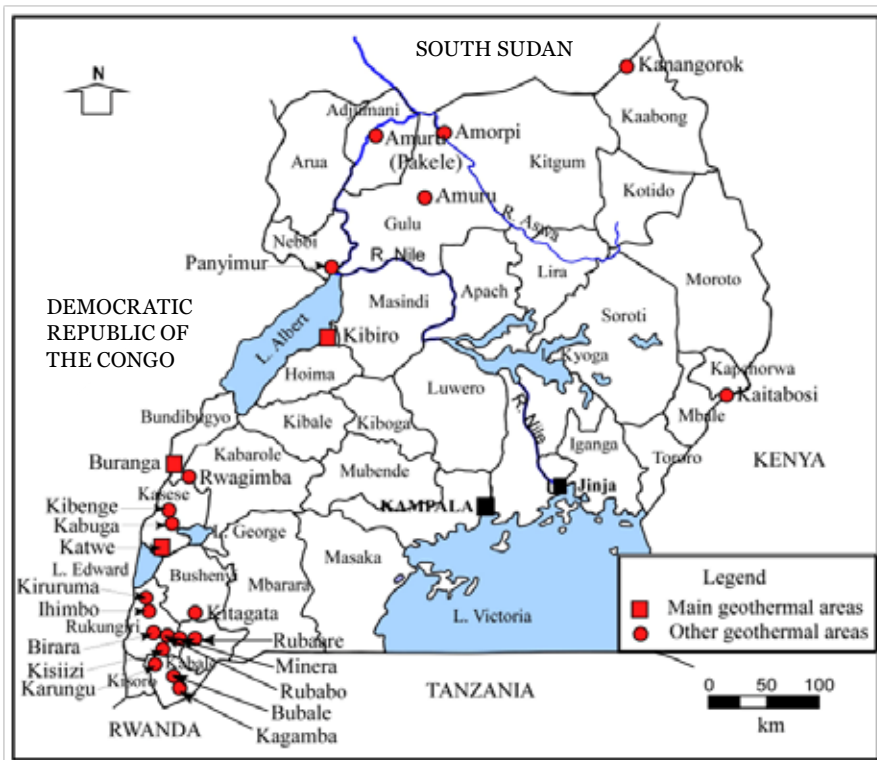 SOUTH SUDAN
N
Kanangorok
Adjumani
Kaabong
Amuru
(Pakele)
Amorpi
Arua
Kitgum
Kotido
Amuru
R. Aswa
Gulu
Nebbi
R. Nile
Panyimur
Lira
Apach
Moroto
Masindi
DEMOCRATIC
REPUBLIC OF
THE CONGO
L. Albert
Kibiro
Soroti
L. Kyoga
Hoima
Kapchorwa
Luwero
Kaitabosi
R. Nile
Mbale
Bundibugyo
Kibale
Kiboga
Iganga
Kabarole
Tororo
KENYA
Buranga
Rwagimba
Mubende
Kasese
Jinja
Kibenge
KAMPALA
Kabuga
L. George
Katwe
Masaka
L. Edward
Bushenyi
Mbarara
Kiruruma
Ihimbo
Kitagata
L. Victoria
Rukungiri
Birara
Rubaare
Kisiizi
Kabale
Minera
Karungu
Kisoro
Rubabo
Bubale
RWANDA
Kagamba
TANZANIA
Legend
Main geothermal areas
Other geothermal areas
0 50 100
km